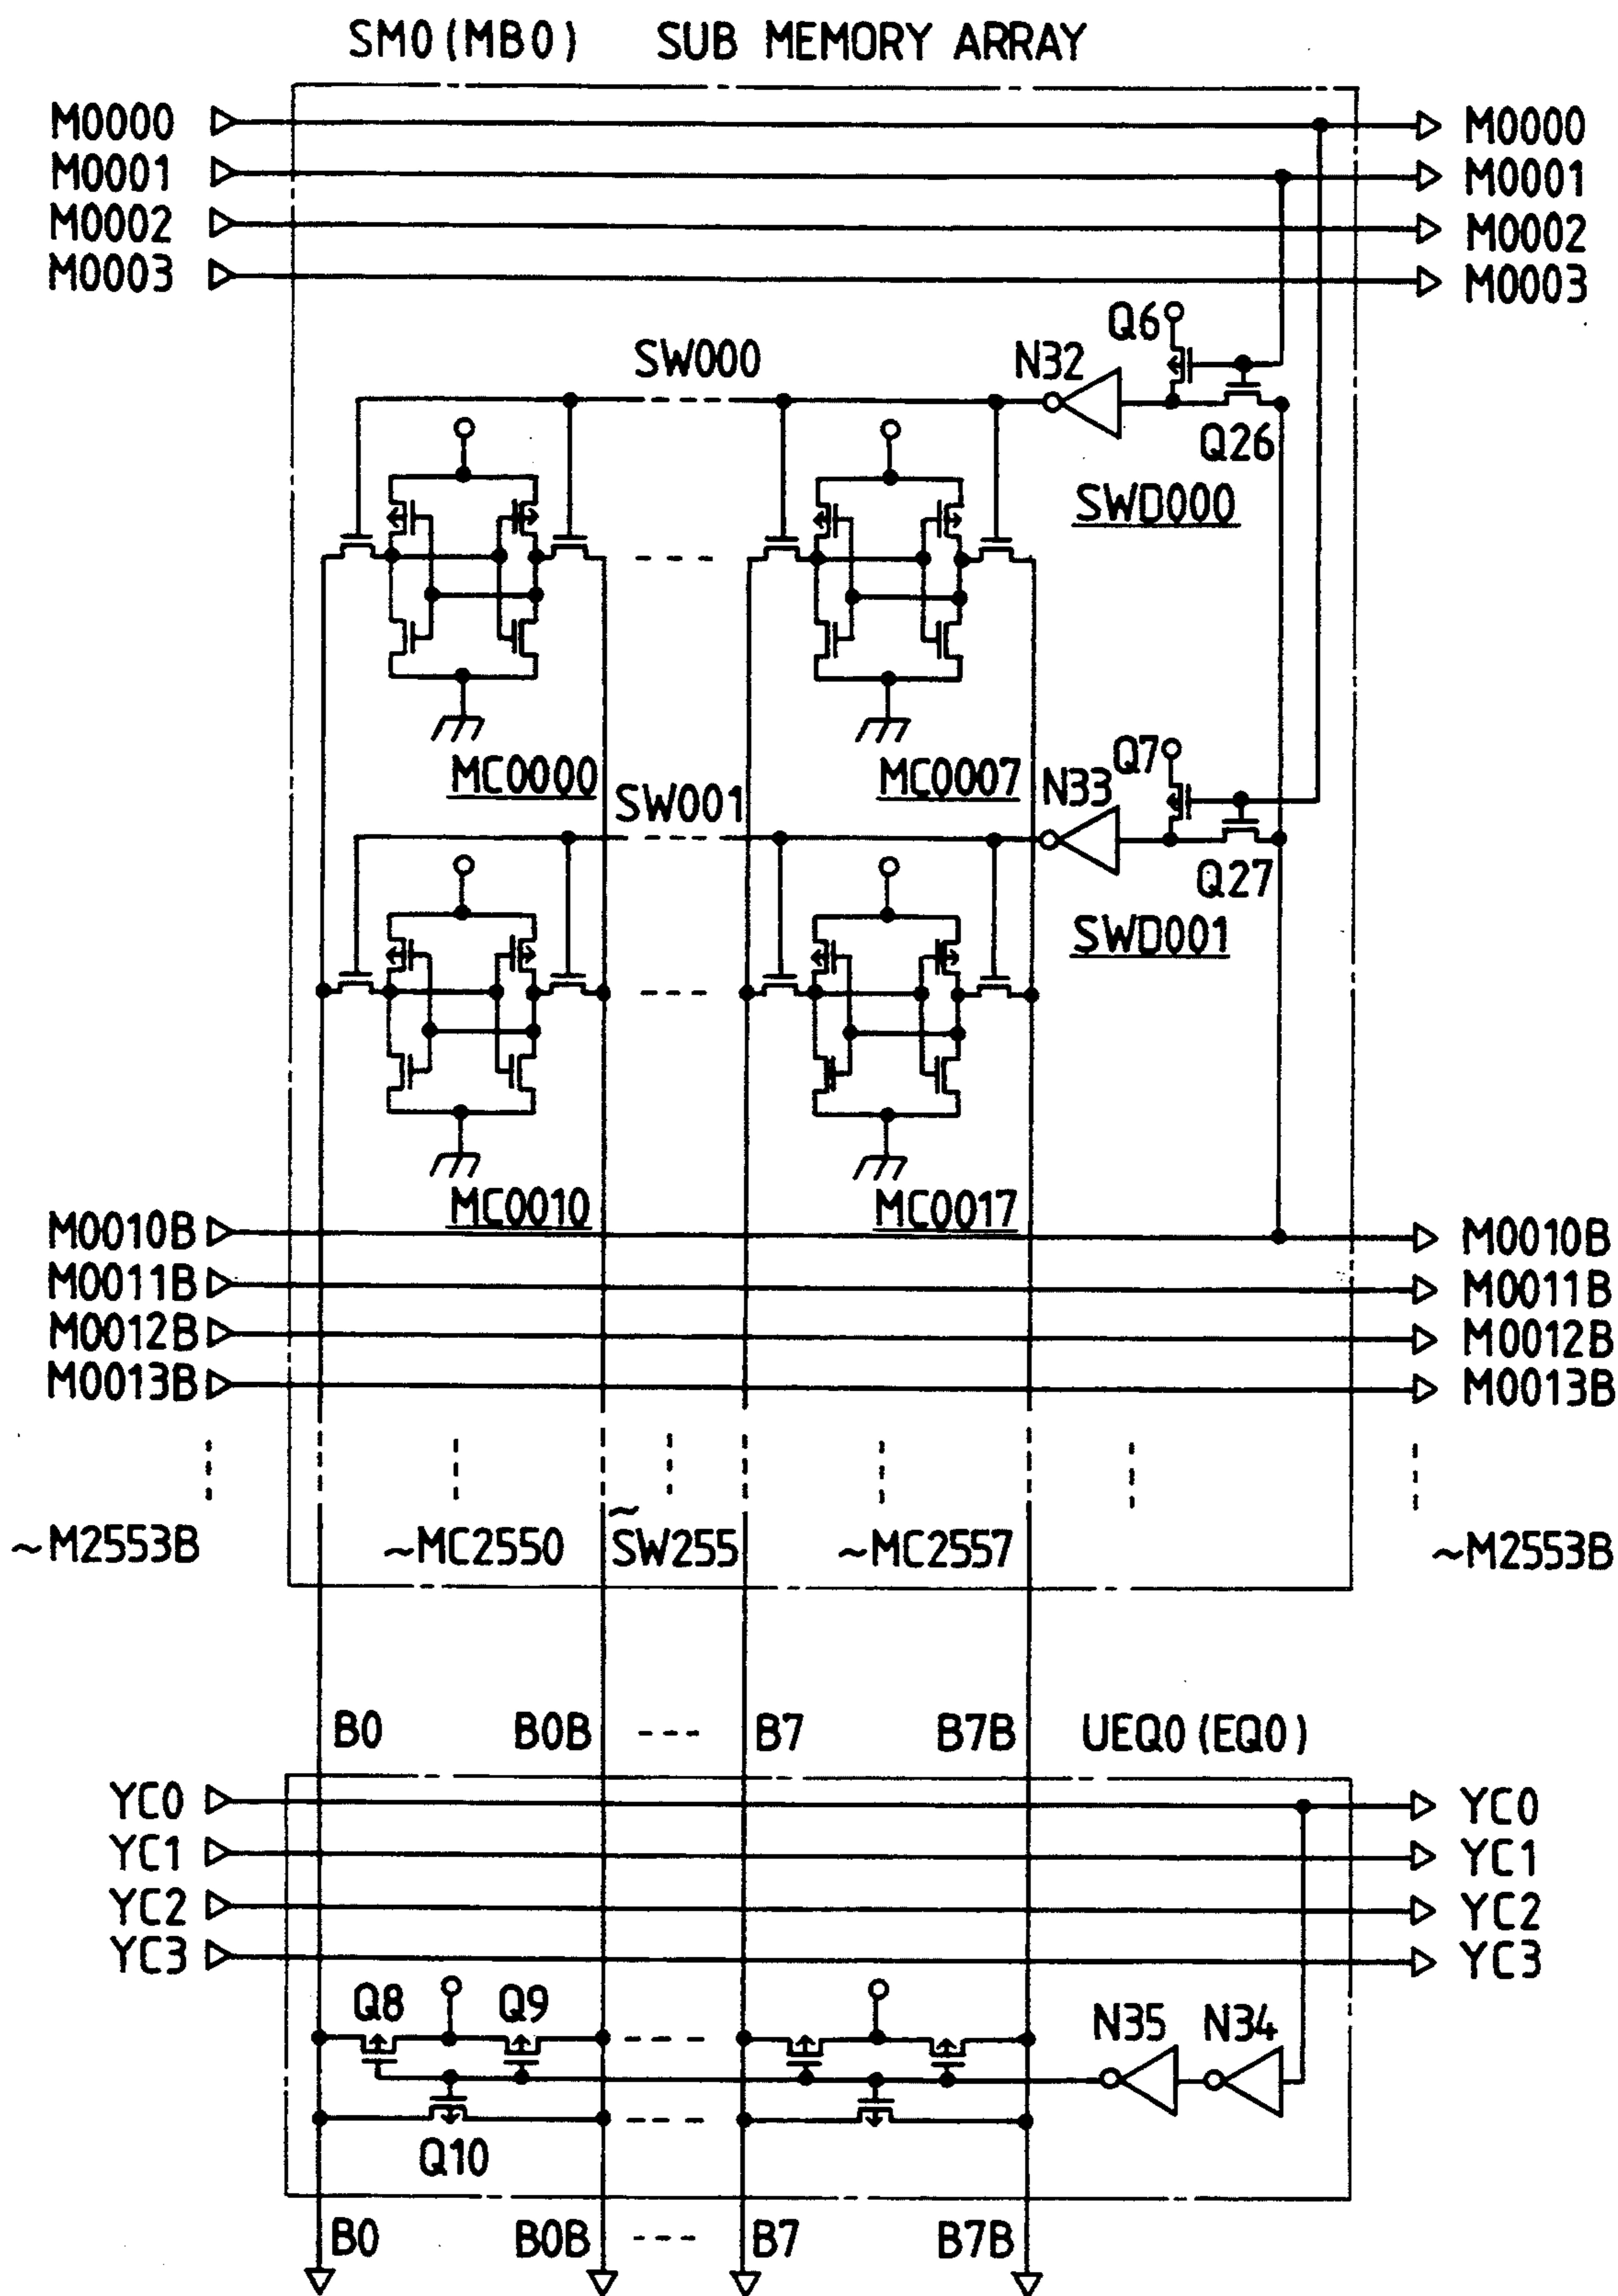 SM0(MB0) SUB MEMORY ARRAY
M0000 M0000
M0001 M0001
M0002 M0002
M0003 M0003
Q6
SW000 N32
Q26
SWD000
MC0000 MC0007
Q7
SW001 N33
Q27
SWD001
MC0010 MC0017
M0010B M0010B
M0011B M0011B
M0012B M0012B
M0013B M0013B
~M2553B ~MC2550 ~SW255 ~MC2557 ~M2553B
B0 B0B B7 B7B UEQ0(EQ0)
YC0 YC0
YC1 YC1
YC2 YC2
YC3 YC3
Q8 Q9 N35 N34
Q10
B0 B0B B7 B7B